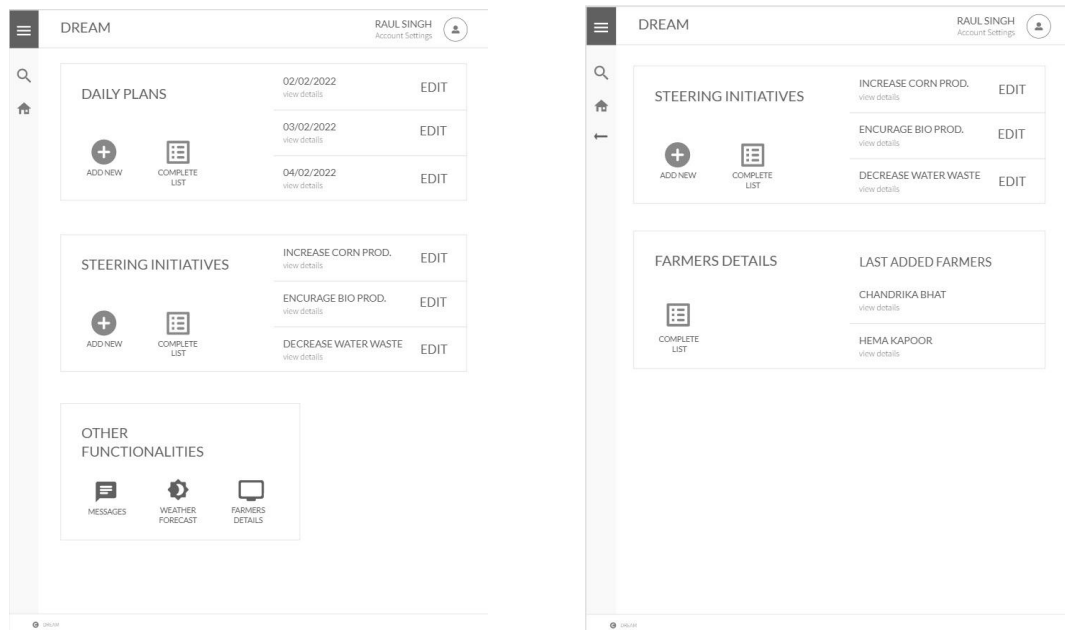 DREAM
RAUL SINGH
Account Settings
DAILY PLANS
ADD NEW
COMPLETE
LIST
02/02/2022
view details
EDIT
03/02/2022
view details
EDIT
04/02/2022
view details
EDIT
STEERING INITIATIVES
ADD NEW
COMPLETE
LIST
INCREASE CORN PROD.
view details
EDIT
ENCURAGE BIO PROD.
view details
EDIT
DECREASE WATER WASTE
view details
EDIT
OTHER
FUNCTIONALITIES
MESSAGES
WEATHER
FORECAST
FARMERS
DETAILS
DREAM
RAUL SINGH
Account Settings
STEERING INITIATIVES
ADD NEW
COMPLETE
LIST
INCREASE CORN PROD.
view details
EDIT
ENCURAGE BIO PROD.
view details
EDIT
DECREASE WATER WASTE
view details
EDIT
FARMERS DETAILS
COMPLETE
LIST
LAST ADDED FARMERS
CHANDRIKA BHAT
view details
HEMA KAPOOR
view details